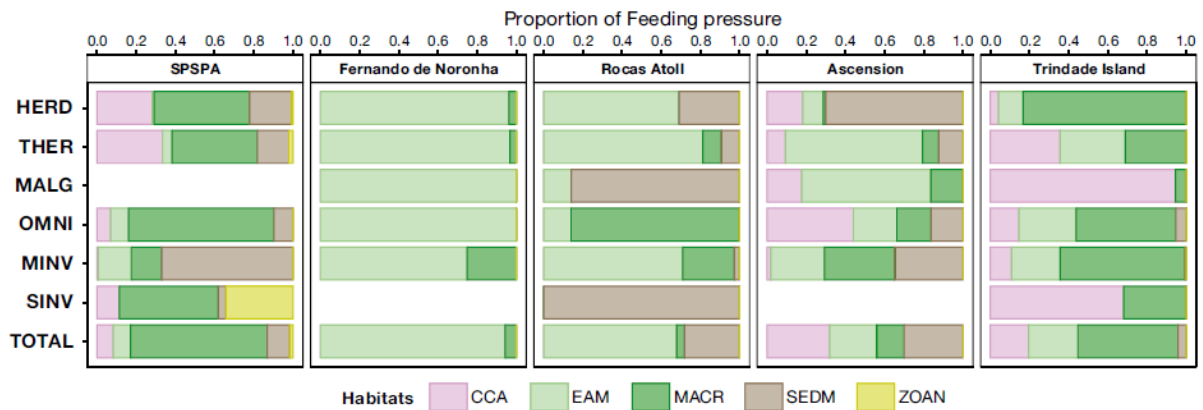 Proportion of Feeding pressure
0.0 0.2 0.4 0.6 0.8 1.0 0.0 0.2 0.4 0.6 0.8 1.0 0.0 0.2 0.4 0.6 0.8 1.0 0.0 0.2 0.4 0.6 0.8 1.0 0.0 0.2 0.4 0.6 0.8 1.0
SPSPA Fernando de Noronha Rocas Atoll Ascension Trindade Island
HERD
THER
MALG
OMNI
MINV
SINV
TOTAL
Habitats CCA EAM MACR SEDM ZOAN